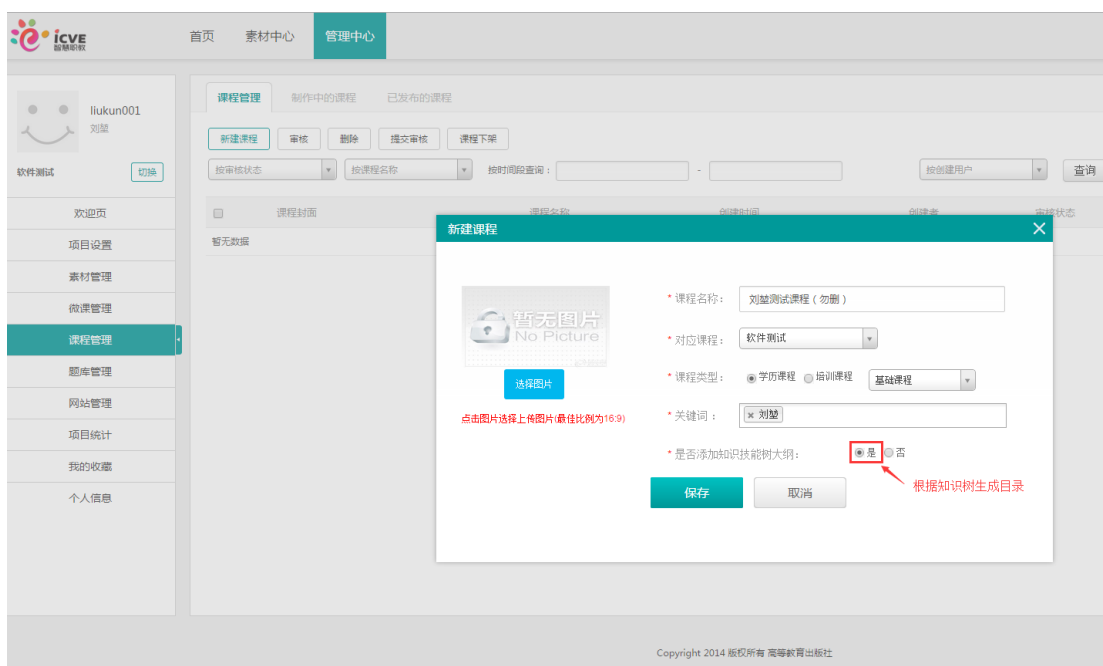 icve
智慧职教
首页 素材中心 管理中心
liukun001
刘堃
软件测试 切换
欢迎页
项目设置
素材管理
微课管理
课程管理
题库管理
网站管理
项目统计
我的收藏
个人信息
课程管理 制作中的课程 已发布的课程
新建课程 审核 删除 提交审核 课程下架
按审核状态 按课程名称 按时间段查询： - 按创建用户 查询
课程封面 课程名称 创建时间 创建者 审核状态
暂无数据
新建课程
暂无图片
No Picture
选择图片
点击图片选择上传图片(最佳比例为16:9)
* 课程名称： 刘堃测试课程（勿删）
* 对应课程： 软件测试
* 课程类型： 学历课程 培训课程 基础课程
* 关键词： × 刘堃
* 是否添加知识技能树大纲： 是 否
根据知识树生成目录
保存 取消
Copyright 2014 版权所有 高等教育出版社